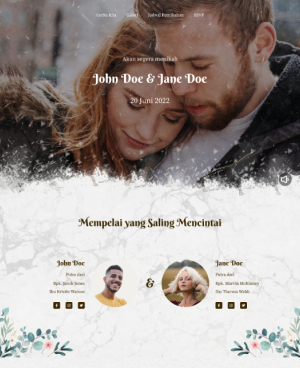 Cerita Kita Galeri Jadwal Pernikahan RSVP
Akan segera menikah
John Doe & Jane Doe
20 Juni 2022
Mempelai yang Saling Mencintai
John Doe
Putra dari
Bpk. Jacob Jones
Ibu Kristin Watson
&
Jane Doe
Putra dari
Bpk. Marvin McKinney
Ibu Theresa Webb